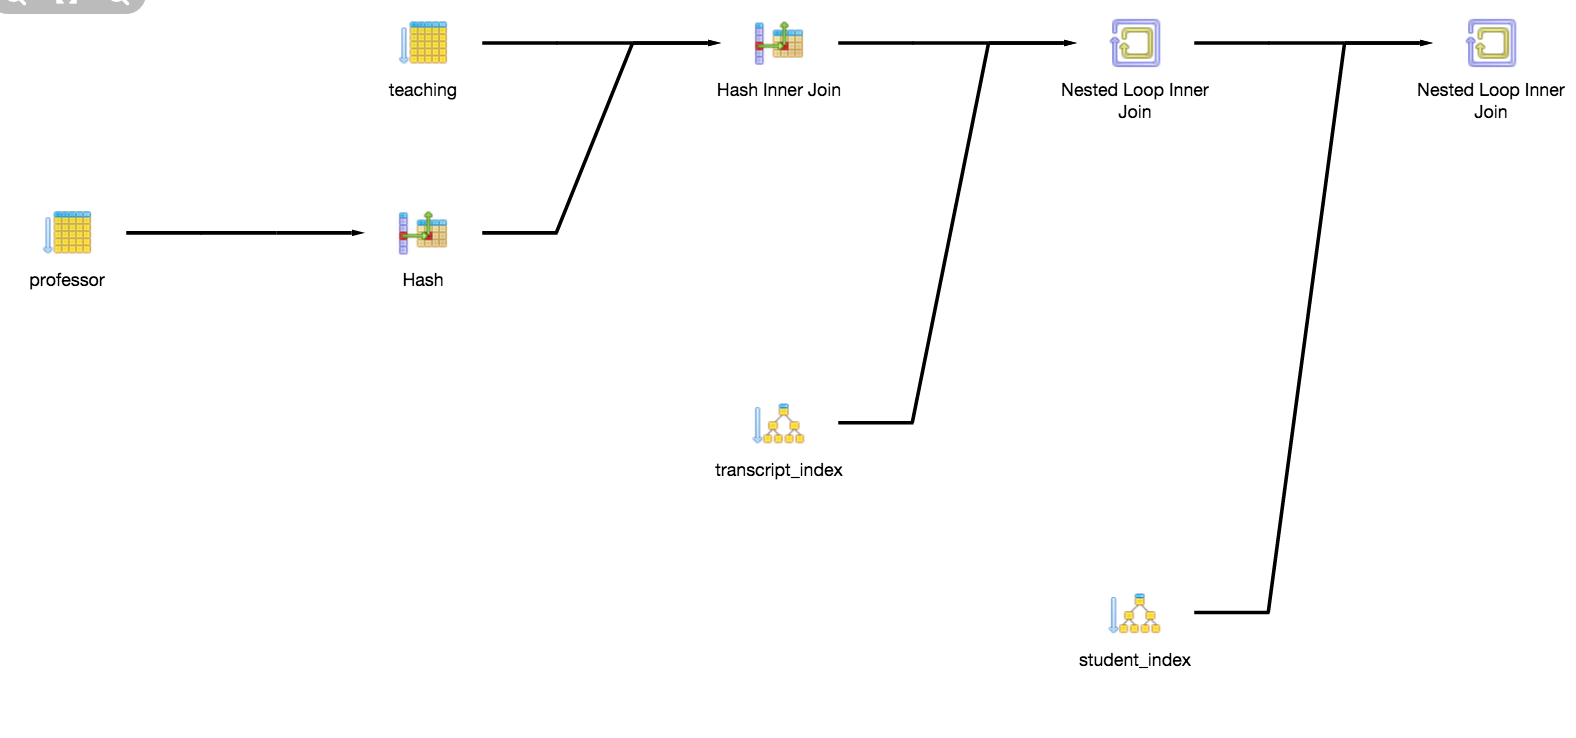 teaching
Hash Inner Join
Nested Loop Inner
Join
Nested Loop Inner
Join
professor
Hash
transcript_index
student_index